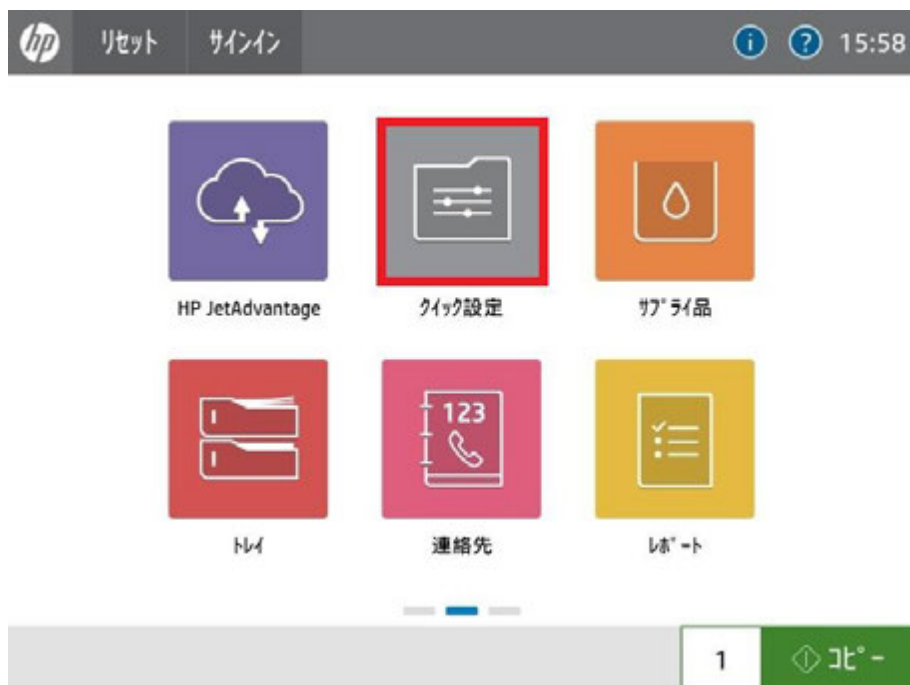 hp リセット サインイン i ? 15:58
HP JetAdvantage クイック設定 サプライ品
123
トレイ 連絡先 レポート
1 コピー